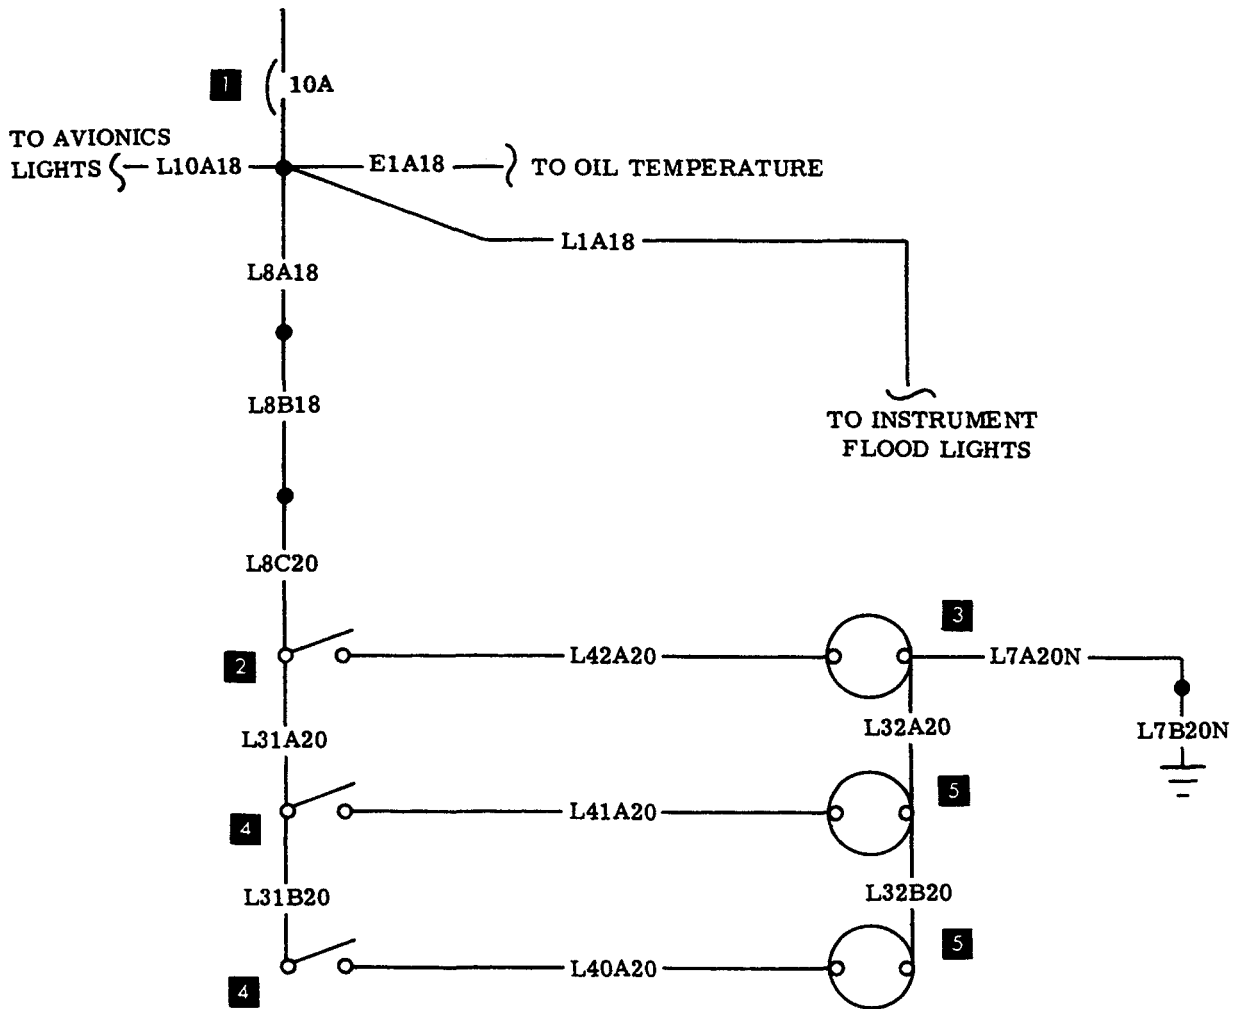 1
10A
TO AVIONICS
LIGHTS
L10A18
E1A18
TO OIL TEMPERATURE
L1A18
L8A18
L8B18
TO INSTRUMENT
FLOOD LIGHTS
L8C20
3
2
L42A20
L7A20N
L31A20
L32A20
L7B20N
5
4
L41A20
L31B20
L32B20
5
4
L40A20